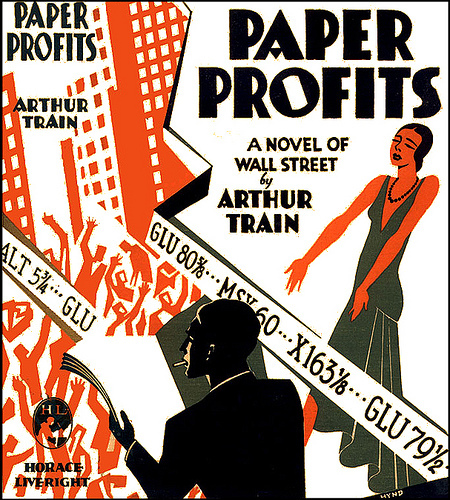 PAPER
PROFITS
ARTHUR
TRAIN
PAPER
PROFITS
A NOVEL OF
WALL STREET
by
ARTHUR
TRAIN
GLU 80⅜...MSY 60...X163⅛...GLU 79½
ALT 5¾...GLU
HL
HORACE
LIVERIGHT
HYND